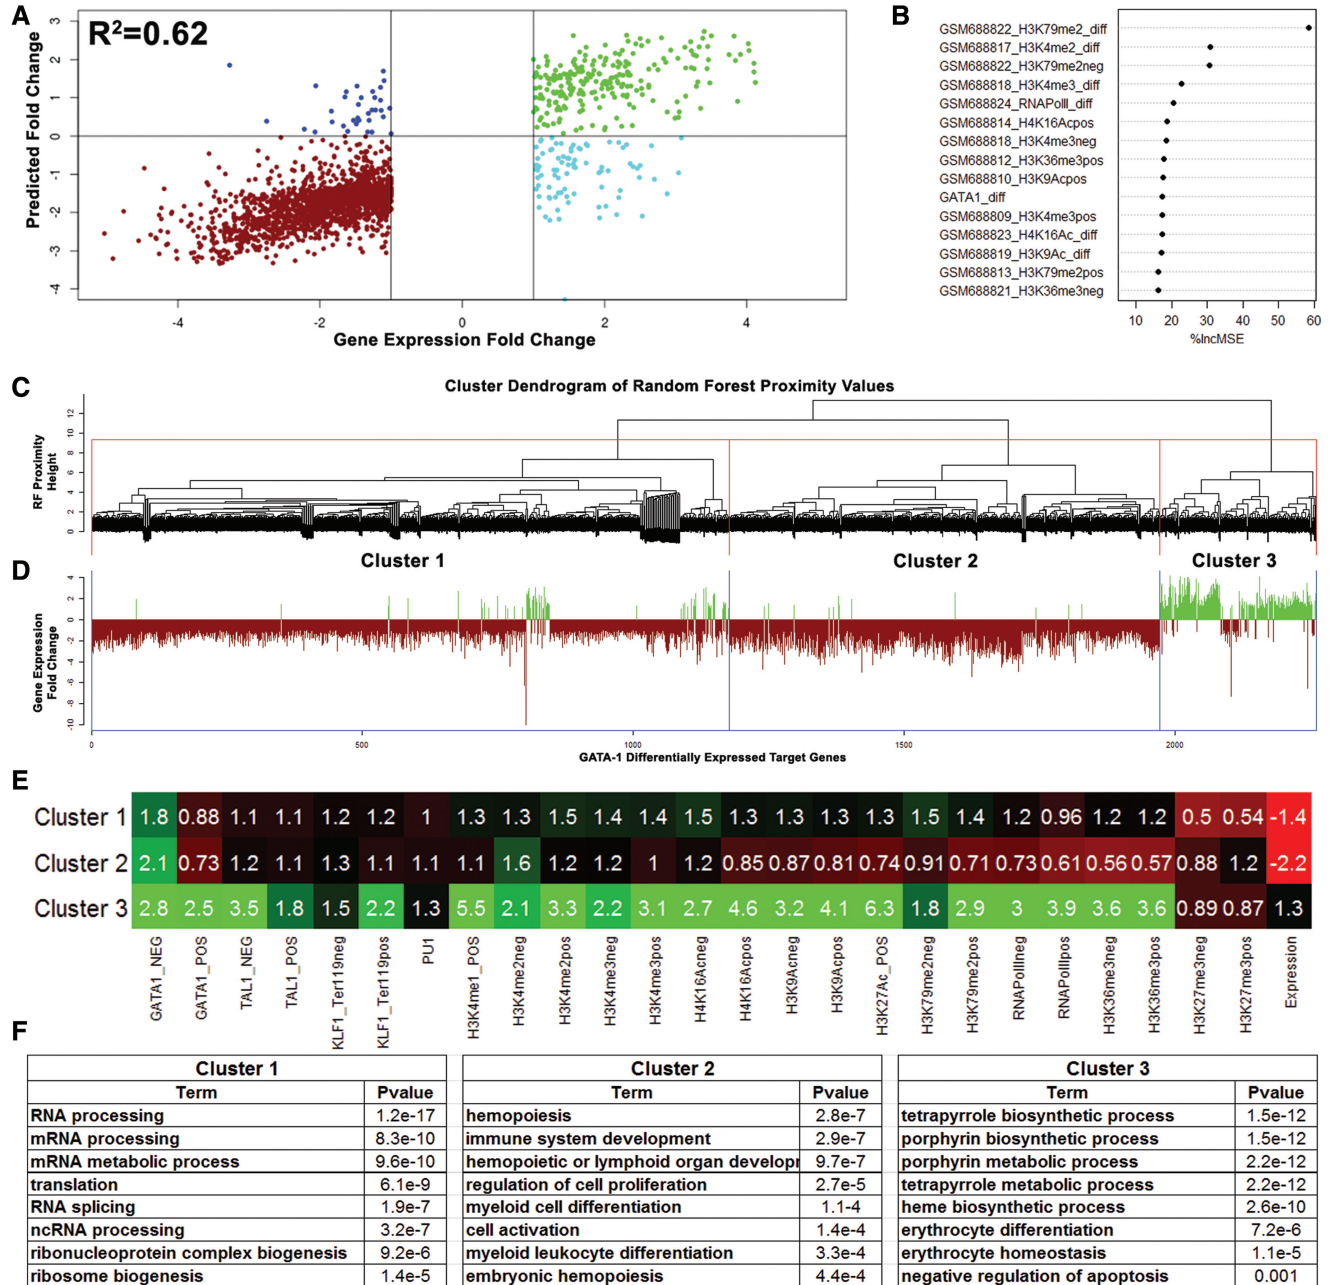 A
R²=0.62
Predicted Fold Change
3
2
1
0
-1
-2
-3
-4
-4
-2
0
2
4
Gene Expression Fold Change
B
GSM688822_H3K79me2_diff
GSM688817_H3K4me2_diff
GSM688822_H3K79me2neg
GSM688818_H3K4me3_diff
GSM688824_RNAPolII_diff
GSM688814_H4K16Acpos
GSM688818_H3K4me3neg
GSM688812_H3K36me3pos
GSM688810_H3K9Acpos
GATA1_diff
GSM688809_H3K4me3pos
GSM688823_H4K16Ac_diff
GSM688819_H3K9Ac_diff
GSM688813_H3K79me2pos
GSM688821_H3K36me3neg
10 20 30 40 50 60
%IncMSE
C
Cluster Dendrogram of Random Forest Proximity Values
RF Proximity
Height
12
10
8
6
4
2
0
Cluster 1 Cluster 2 Cluster 3
D
Gene Expression
Fold Change
4
2
0
-2
-4
-6
-8
-10
0 500 1000 1500 2000
GATA-1 Differentially Expressed Target Genes
E
Cluster 1 1.8 0.88 1.1 1.1 1.2 1.2 1 1.3 1.3 1.5 1.4 1.4 1.5 1.3 1.3 1.3 1.3 1.5 1.4 1.2 0.96 1.2 1.2 0.5 0.54 -1.4
Cluster 2 2.1 0.73 1.2 1.1 1.3 1.1 1.1 1.1 1.6 1.2 1.2 1 1.2 0.85 0.87 0.81 0.74 0.91 0.71 0.73 0.61 0.56 0.57 0.88 1.2 -2.2
Cluster 3 2.8 2.5 3.5 1.8 1.5 2.2 1.3 5.5 2.1 3.3 2.2 3.1 2.7 4.6 3.2 4.1 6.3 1.8 2.9 3 3.9 3.6 3.6 0.89 0.87 1.3
GATA1_NEG
GATA1_POS
TAL1_NEG
TAL1_POS
KLF1_Ter119neg
KLF1_Ter119pos
PU1
H3K4me1_POS
H3K4me2neg
H3K4me2pos
H3K4me3neg
H3K4me3pos
H4K16Acneg
H4K16Acpos
H3K9Acneg
H3K9Acpos
H3K27Ac_POS
H3K79me2neg
H3K79me2pos
RNAPolIIneg
RNAPolIIpos
H3K36me3neg
H3K36me3pos
H3K27me3neg
H3K27me3pos
Expression
F
Cluster 1
Term Pvalue
RNA processing 1.2e-17
mRNA processing 8.3e-10
mRNA metabolic process 9.6e-10
translation 6.1e-9
RNA splicing 1.9e-7
ncRNA processing 3.2e-7
ribonucleoprotein complex biogenesis 9.2e-6
ribosome biogenesis 1.4e-5
Cluster 2
Term Pvalue
hemopoiesis 2.8e-7
immune system development 2.9e-7
hemopoietic or lymphoid organ developr 9.7e-7
regulation of cell proliferation 2.7e-5
myeloid cell differentiation 1.1-4
cell activation 1.4e-4
myeloid leukocyte differentiation 3.3e-4
embryonic hemopoiesis 4.4e-4
Cluster 3
Term Pvalue
tetrapyrrole biosynthetic process 1.5e-12
porphyrin biosynthetic process 1.5e-12
porphyrin metabolic process 2.2e-12
tetrapyrrole metabolic process 2.2e-12
heme biosynthetic process 2.6e-10
erythrocyte differentiation 7.2e-6
erythrocyte homeostasis 1.1e-5
negative regulation of apoptosis 0.001